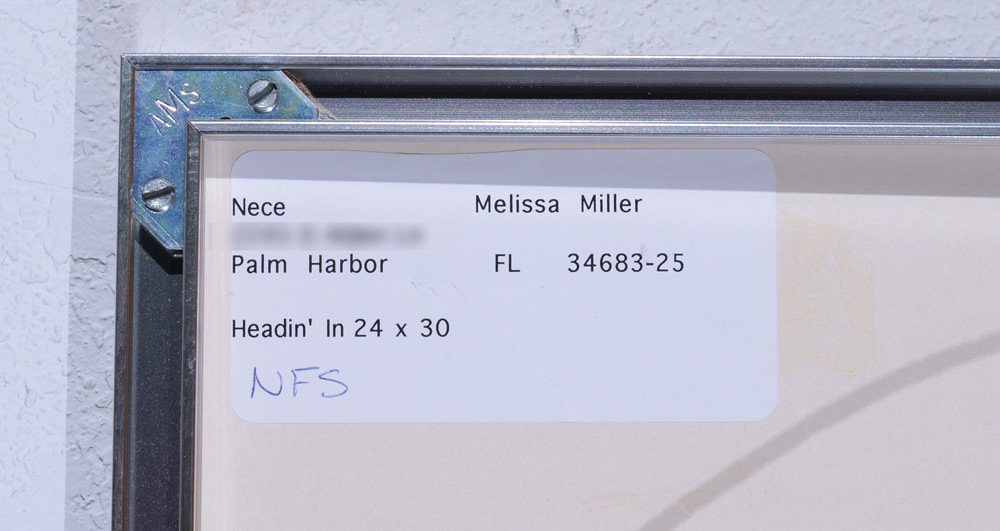 AMS
Nece Melissa Miller
Palm Harbor FL 34683-25
Headin' In 24 x 30
NFS